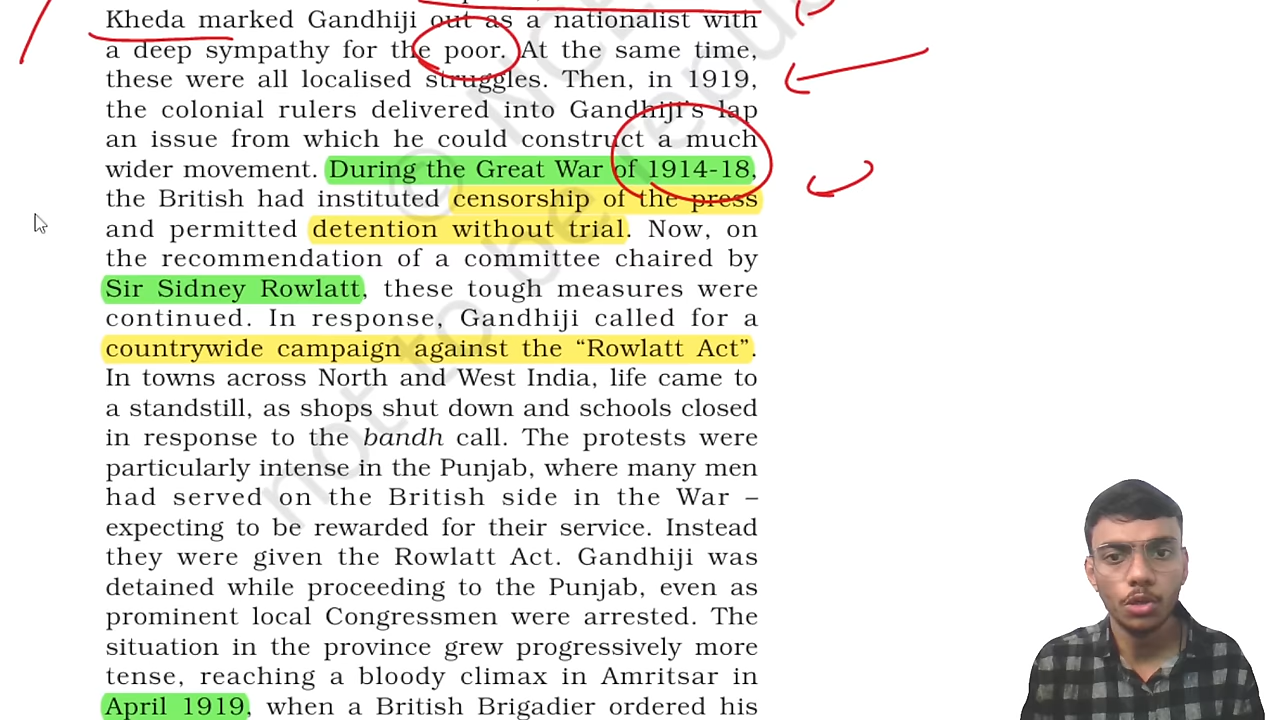 Kheda marked Gandhiji out as a nationalist with
a deep sympathy for the poor. At the same time,
these were all localised struggles. Then, in 1919,
the colonial rulers delivered into Gandhiji's lap
an issue from which he could construct a much
wider movement. During the Great War of 1914-18,
the British had instituted censorship of the press
and permitted detention without trial. Now, on
the recommendation of a committee chaired by
Sir Sidney Rowlatt, these tough measures were
continued. In response, Gandhiji called for a
countrywide campaign against the “Rowlatt Act”.
In towns across North and West India, life came to
a standstill, as shops shut down and schools closed
in response to the bandh call. The protests were
particularly intense in the Punjab, where many men
had served on the British side in the War –
expecting to be rewarded for their service. Instead
they were given the Rowlatt Act. Gandhiji was
detained while proceeding to the Punjab, even as
prominent local Congressmen were arrested. The
situation in the province grew progressively more
tense, reaching a bloody climax in Amritsar in
April 1919, when a British Brigadier ordered his
not to be repu
© NCE